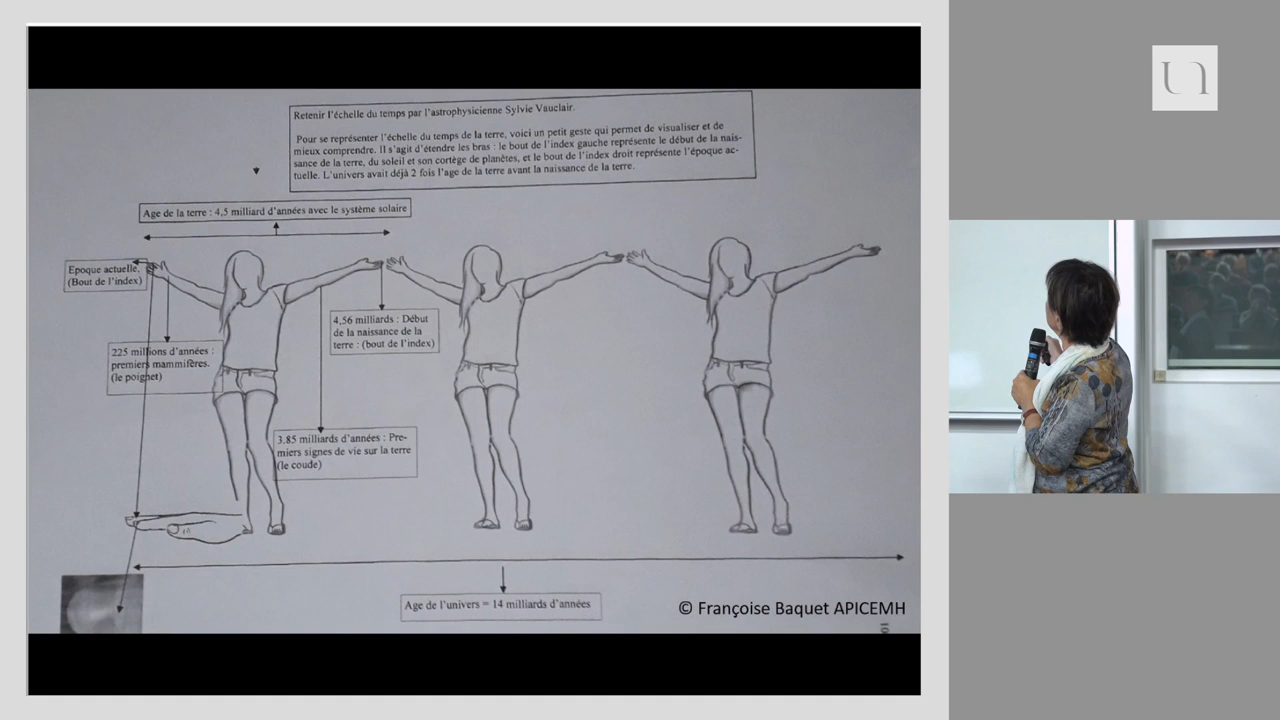 Retenir l'échelle du temps par l'astrophysicienne Sylvie Vauclair.
Pour se représenter l'échelle du temps de la terre, voici un petit geste qui permet de visualiser et de
mieux comprendre. Il s'agit d'étendre les bras : le bout de l'index gauche représente le début de la nais-
sance de la terre, du soleil et son cortège de planètes, et le bout de l'index droit représente l'époque ac-
tuelle. L'univers avait déjà 2 fois l'age de la terre avant la naissance de la terre.
Age de la terre : 4,5 milliard d'années avec le système solaire
Epoque actuelle.
(Bout de l'index)
4,56 milliards : Début
de la naissance de la
terre : (bout de l'index)
225 millions d'années :
premiers mammifères.
(le poignet)
3.85 milliards d'années : Pre-
miers signes de vie sur la terre
(le coude)
Age de l'univers = 14 milliards d'années
© Françoise Baquet APICEMH
10